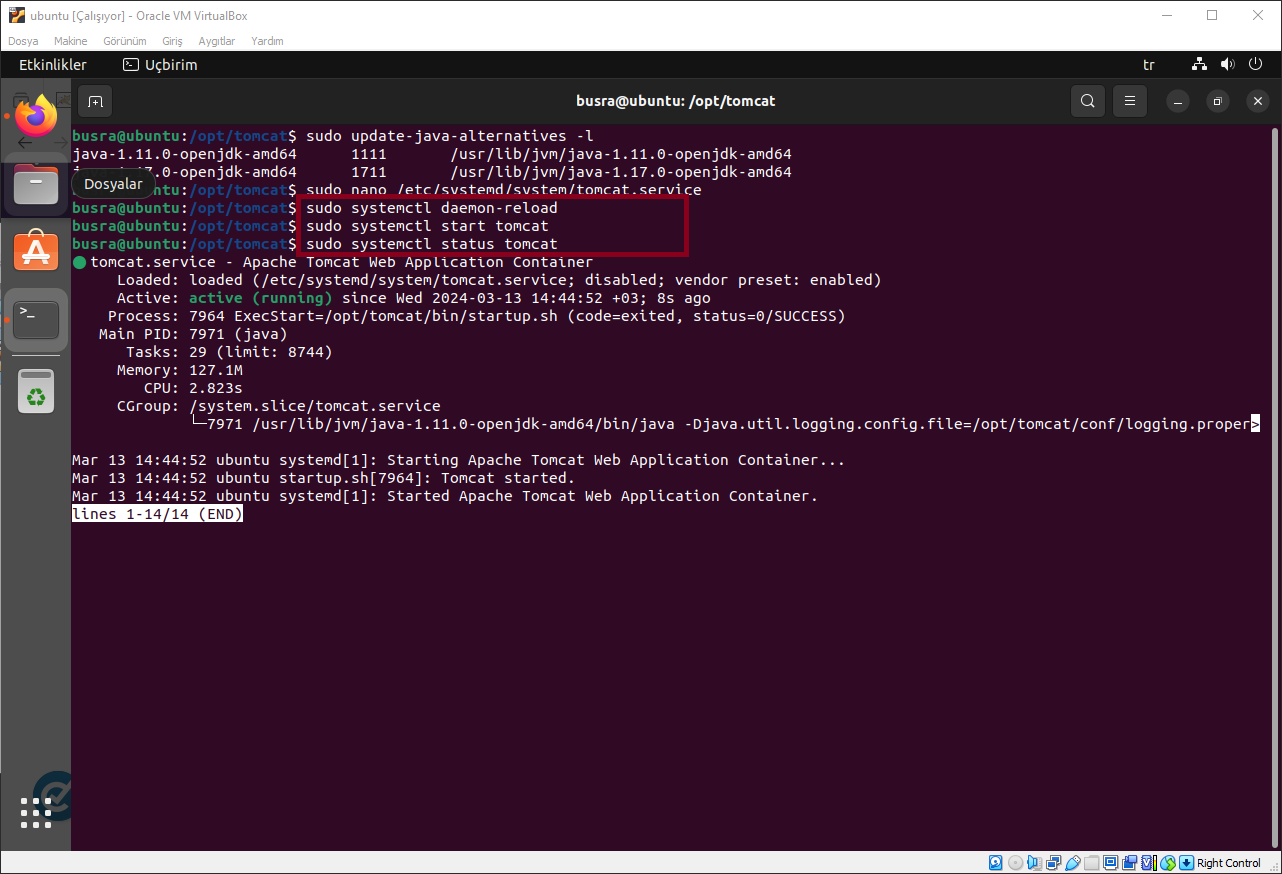 ubuntu [Çalışıyor] - Oracle VM VirtualBox
Dosya Makine Görünüm Giriş Aygıtlar Yardım
Etkinlikler Uçbirim tr
busra@ubuntu: /opt/tomcat
busra@ubuntu:/opt/tomcat$ sudo update-java-alternatives -l
java-1.11.0-openjdk-amd64 1111 /usr/lib/jvm/java-1.11.0-openjdk-amd64
.17.0-openjdk-amd64 1711 /usr/lib/jvm/java-1.17.0-openjdk-amd64
Dosyalar
ubuntu:/opt/tomcat$ sudo nano /etc/systemd/system/tomcat.service
busra@ubuntu:/opt/tomcat$ sudo systemctl daemon-reload
busra@ubuntu:/opt/tomcat$ sudo systemctl start tomcat
busra@ubuntu:/opt/tomcat$ sudo systemctl status tomcat
● tomcat.service - Apache Tomcat Web Application Container
Loaded: loaded (/etc/systemd/system/tomcat.service; disabled; vendor preset: enabled)
Active: active (running) since Wed 2024-03-13 14:44:52 +03; 8s ago
Process: 7964 ExecStart=/opt/tomcat/bin/startup.sh (code=exited, status=0/SUCCESS)
Main PID: 7971 (java)
Tasks: 29 (limit: 8744)
Memory: 127.1M
CPU: 2.823s
CGroup: /system.slice/tomcat.service
└─7971 /usr/lib/jvm/java-1.11.0-openjdk-amd64/bin/java -Djava.util.logging.config.file=/opt/tomcat/conf/logging.proper>
Mar 13 14:44:52 ubuntu systemd[1]: Starting Apache Tomcat Web Application Container...
Mar 13 14:44:52 ubuntu startup.sh[7964]: Tomcat started.
Mar 13 14:44:52 ubuntu systemd[1]: Started Apache Tomcat Web Application Container.
lines 1-14/14 (END)
Right Control